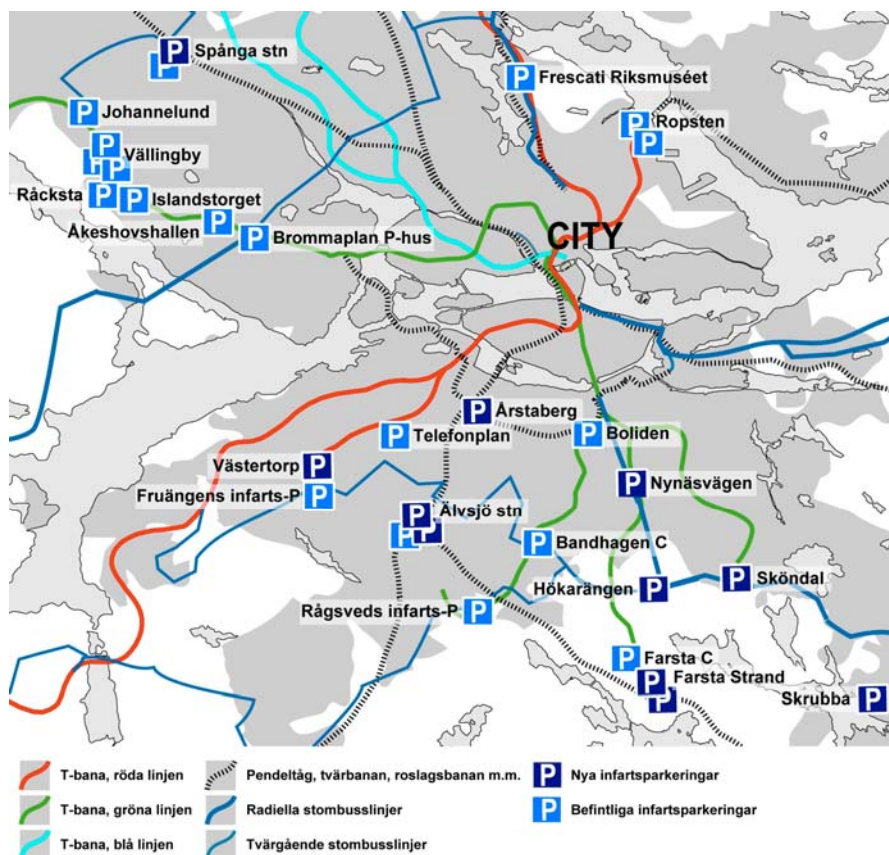 Spånga stn
Frescati Riksmuséet
Johannelund
Ropsten
Vällingby
Råcksta
Islandstorget
Åkeshovshallen
Brommaplan P-hus
CITY
Årstaberg
Telefonplan
Boliden
Västertorp
Nynäsvägen
Fruängens infarts-P
Älvsjö stn
Bandhagen C
Hökarängen
Sköndal
Rågsveds infarts-P
Farsta C
Farsta Strand
Skrubba
T-bana, röda linjen
Pendeltåg, tvärbanan, roslagsbanan m.m.
P Nya infartsparkeringar
T-bana, gröna linjen
Radiella stombusslinjer
P Befintliga infartsparkeringar
T-bana, blå linjen
Tvärgående stombusslinjer